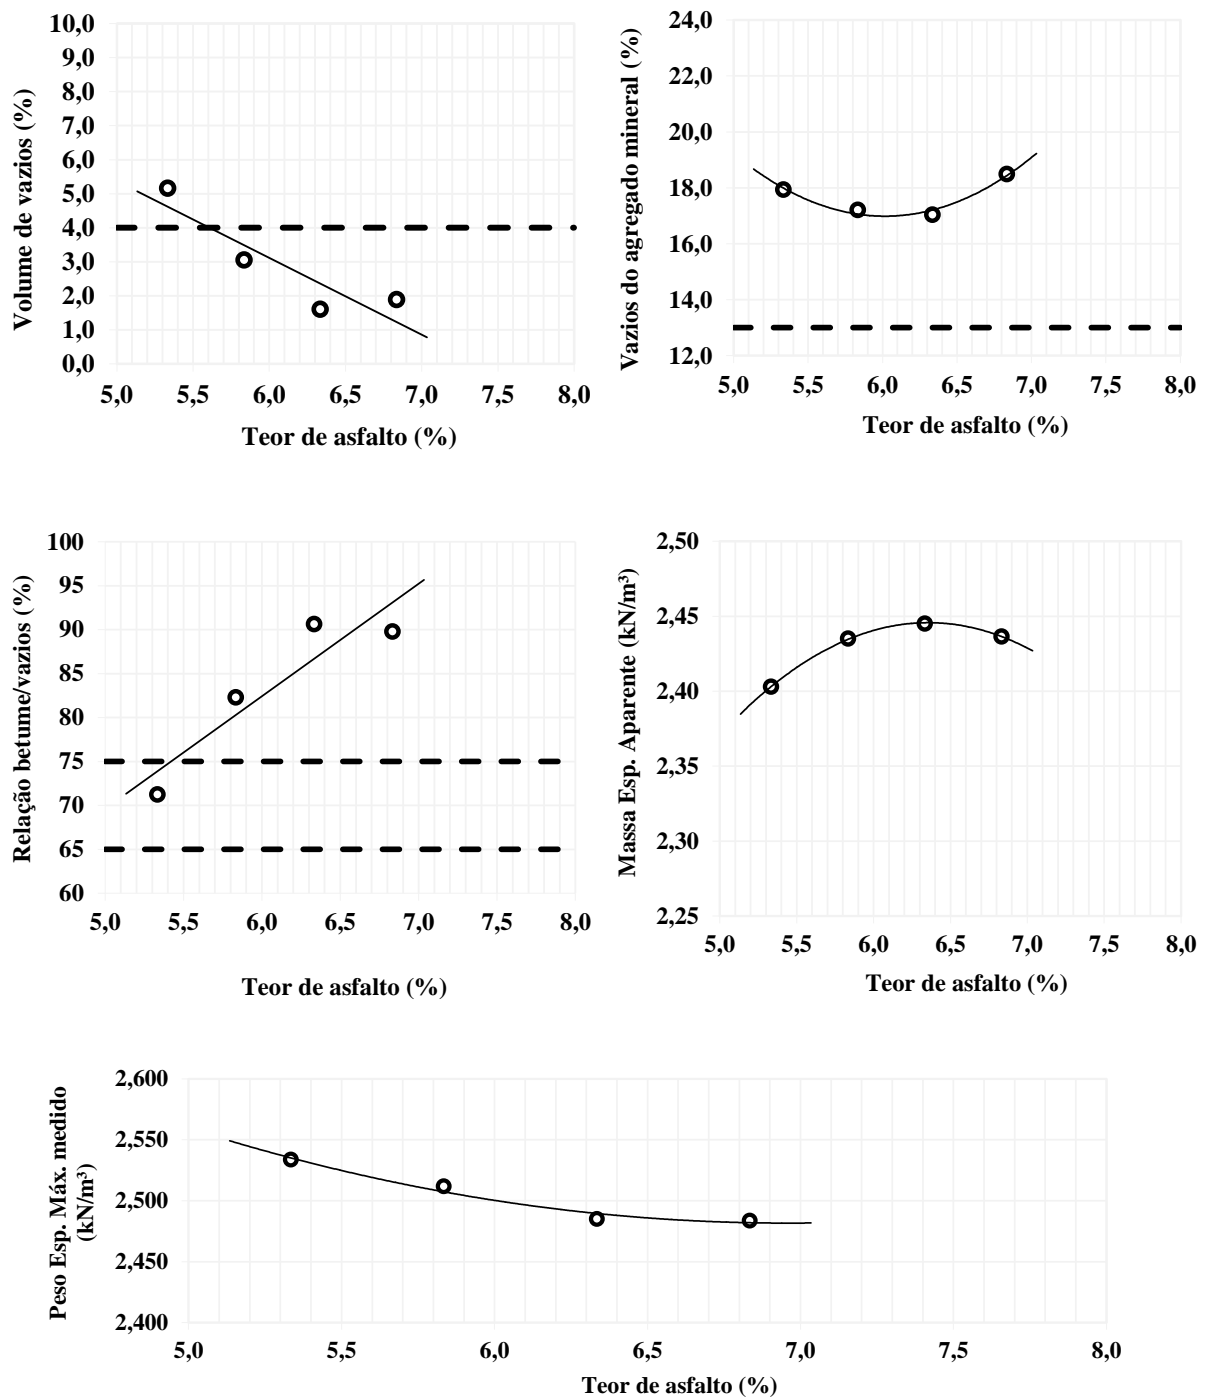 Volume de vazios (%)
10,0
9,0
8,0
7,0
6,0
5,0
4,0
3,0
2,0
1,0
0,0
5,0 5,5 6,0 6,5 7,0 7,5 8,0
Teor de asfalto (%)
Vazios do agregado mineral (%)
24,0
22,0
20,0
18,0
16,0
14,0
12,0
5,0 5,5 6,0 6,5 7,0 7,5 8,0
Teor de asfalto (%)
Relação betume/vazios (%)
100
95
90
85
80
75
70
65
60
5,0 5,5 6,0 6,5 7,0 7,5 8,0
Teor de asfalto (%)
Massa Esp. Aparente (kN/m³)
2,50
2,45
2,40
2,35
2,30
2,25
5,0 5,5 6,0 6,5 7,0 7,5 8,0
Teor de asfalto (%)
Peso Esp. Máx. medido
(kN/m³)
2,600
2,550
2,500
2,450
2,400
5,0 5,5 6,0 6,5 7,0 7,5 8,0
Teor de asfalto (%)